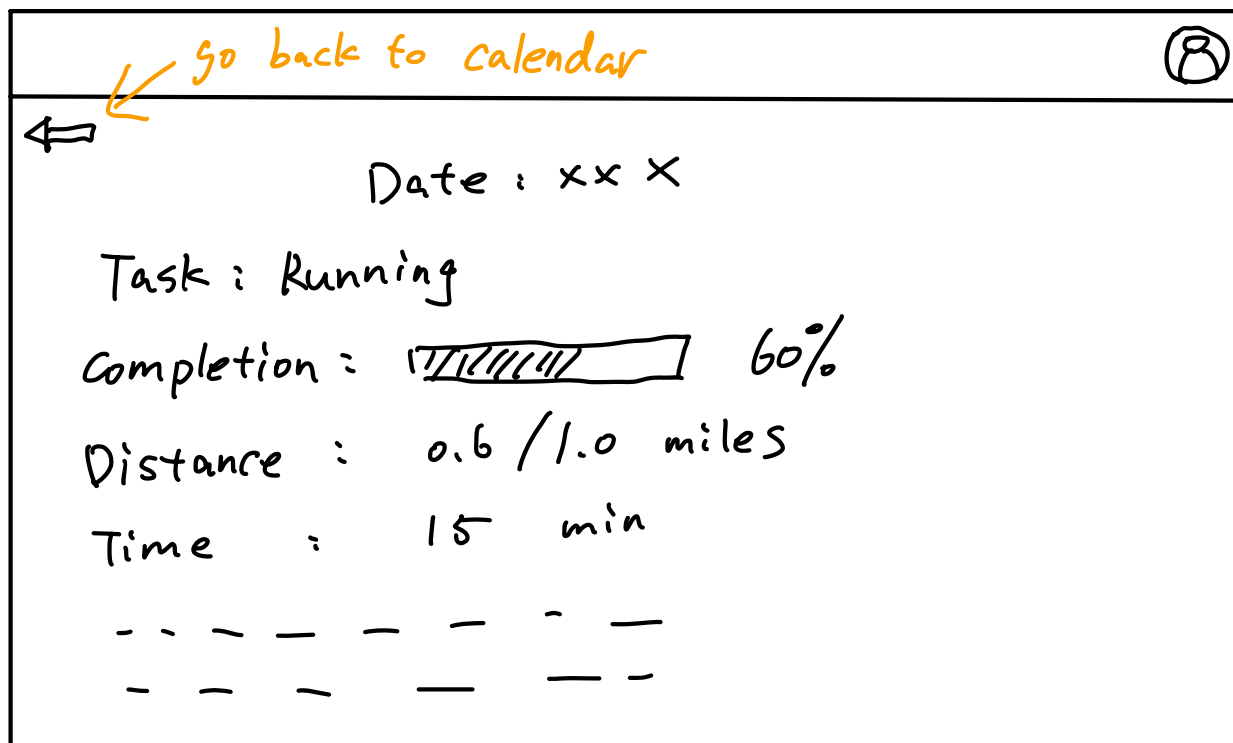 go back to calendar
Date : xx x
Task : Running
Completion : 60%
Distance : 0.6 / 1.0 miles
Time : 15 min